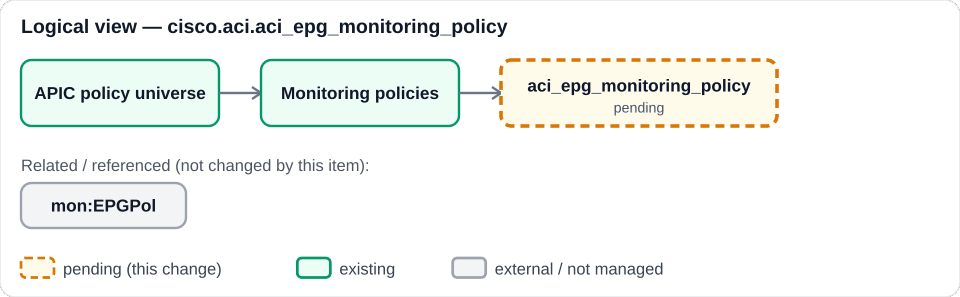 Logical view — cisco.aci.aci_epg_monitoring_policy
APIC policy universe
Monitoring policies
aci_epg_monitoring_policy
pending
Related / referenced (not changed by this item):
mon:EPGPol
pending (this change)
existing
external / not managed